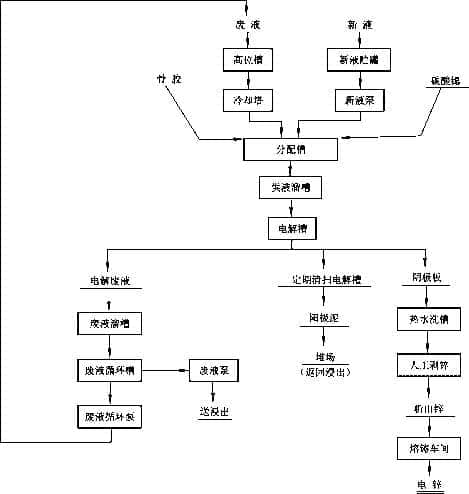 废液 新液
高位槽 新液贮罐
骨胶 碳酸锶
冷却塔 新液泵
分配槽
供液溜槽
电解槽
电解废液 定期清扫电解槽 阴极板
废液溜槽 阳极泥 热水洗槽
废液循环槽 废液泵 堆场 人工剥锌
(返回浸出)
废液循环泵 送浸出 析出锌
熔铸车间
电锌